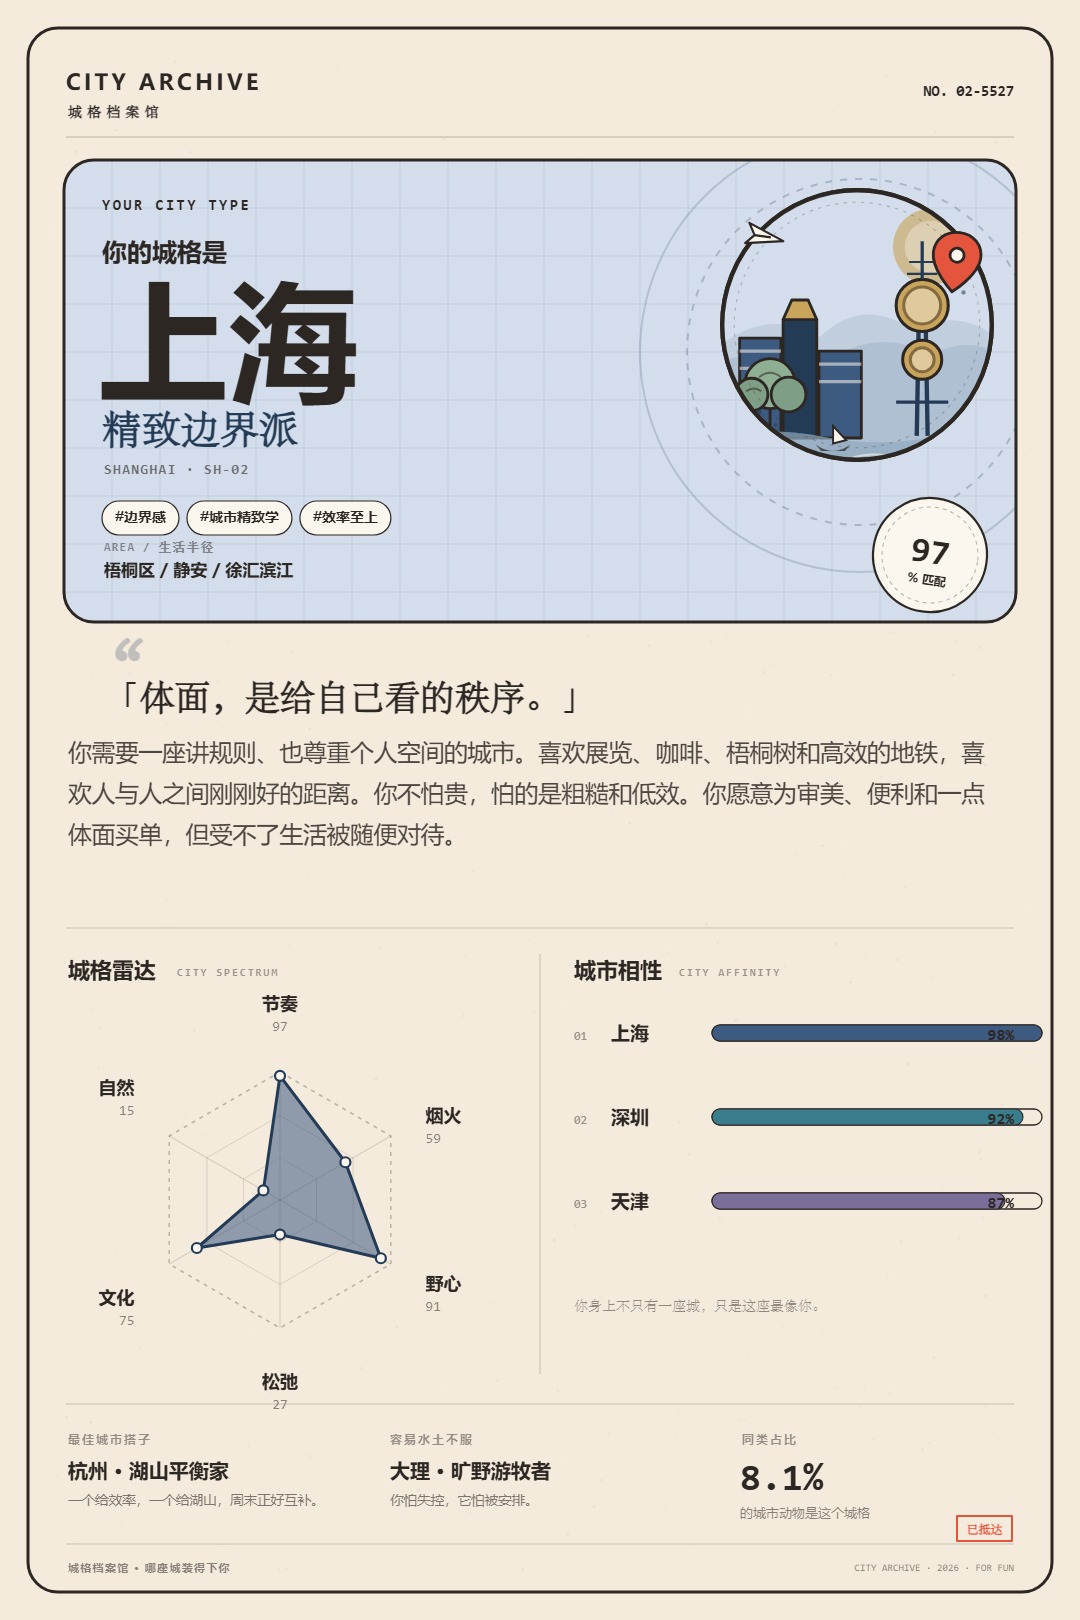 CITY ARCHIVE
城格档案馆
NO. 02-5527
YOUR CITY TYPE
你的城格是
上海
精致边界派
SHANGHAI · SH-02
#边界感 #城市精致学 #效率至上
AREA / 生活半径
梧桐区 / 静安 / 徐汇滨江
97
% 匹配
“
「体面，是给自己看的秩序。」
你需要一座讲规则、也尊重个人空间的城市。喜欢展览、咖啡、梧桐树和高效的地铁，喜
欢人与人之间刚刚好的距离。你不怕贵，怕的是粗糙和低效。你愿意为审美、便利和一点
体面买单，但受不了生活被随便对待。
城格雷达 CITY SPECTRUM
节奏
97
烟火
59
野心
91
松弛
27
文化
75
自然
15
城市相性 CITY AFFINITY
01 上海 98%
02 深圳 92%
03 天津 87%
你身上不只有一座城，只是这座最像你。
最佳城市搭子
杭州·湖山平衡家
一个给效率，一个给湖山，周末正好互补。
容易水土不服
大理·旷野游牧者
你怕失控，它怕被安排。
同类占比
8.1%
的城市动物是这个城格
已抵达
城格档案馆·哪座城装得下你
CITY ARCHIVE · 2026 · FOR FUN